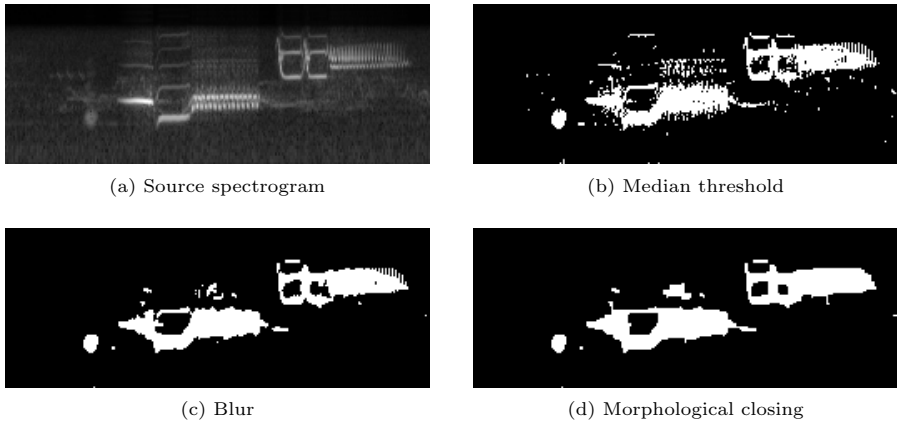 (a) Source spectrogram
(b) Median threshold
(c) Blur
(d) Morphological closing